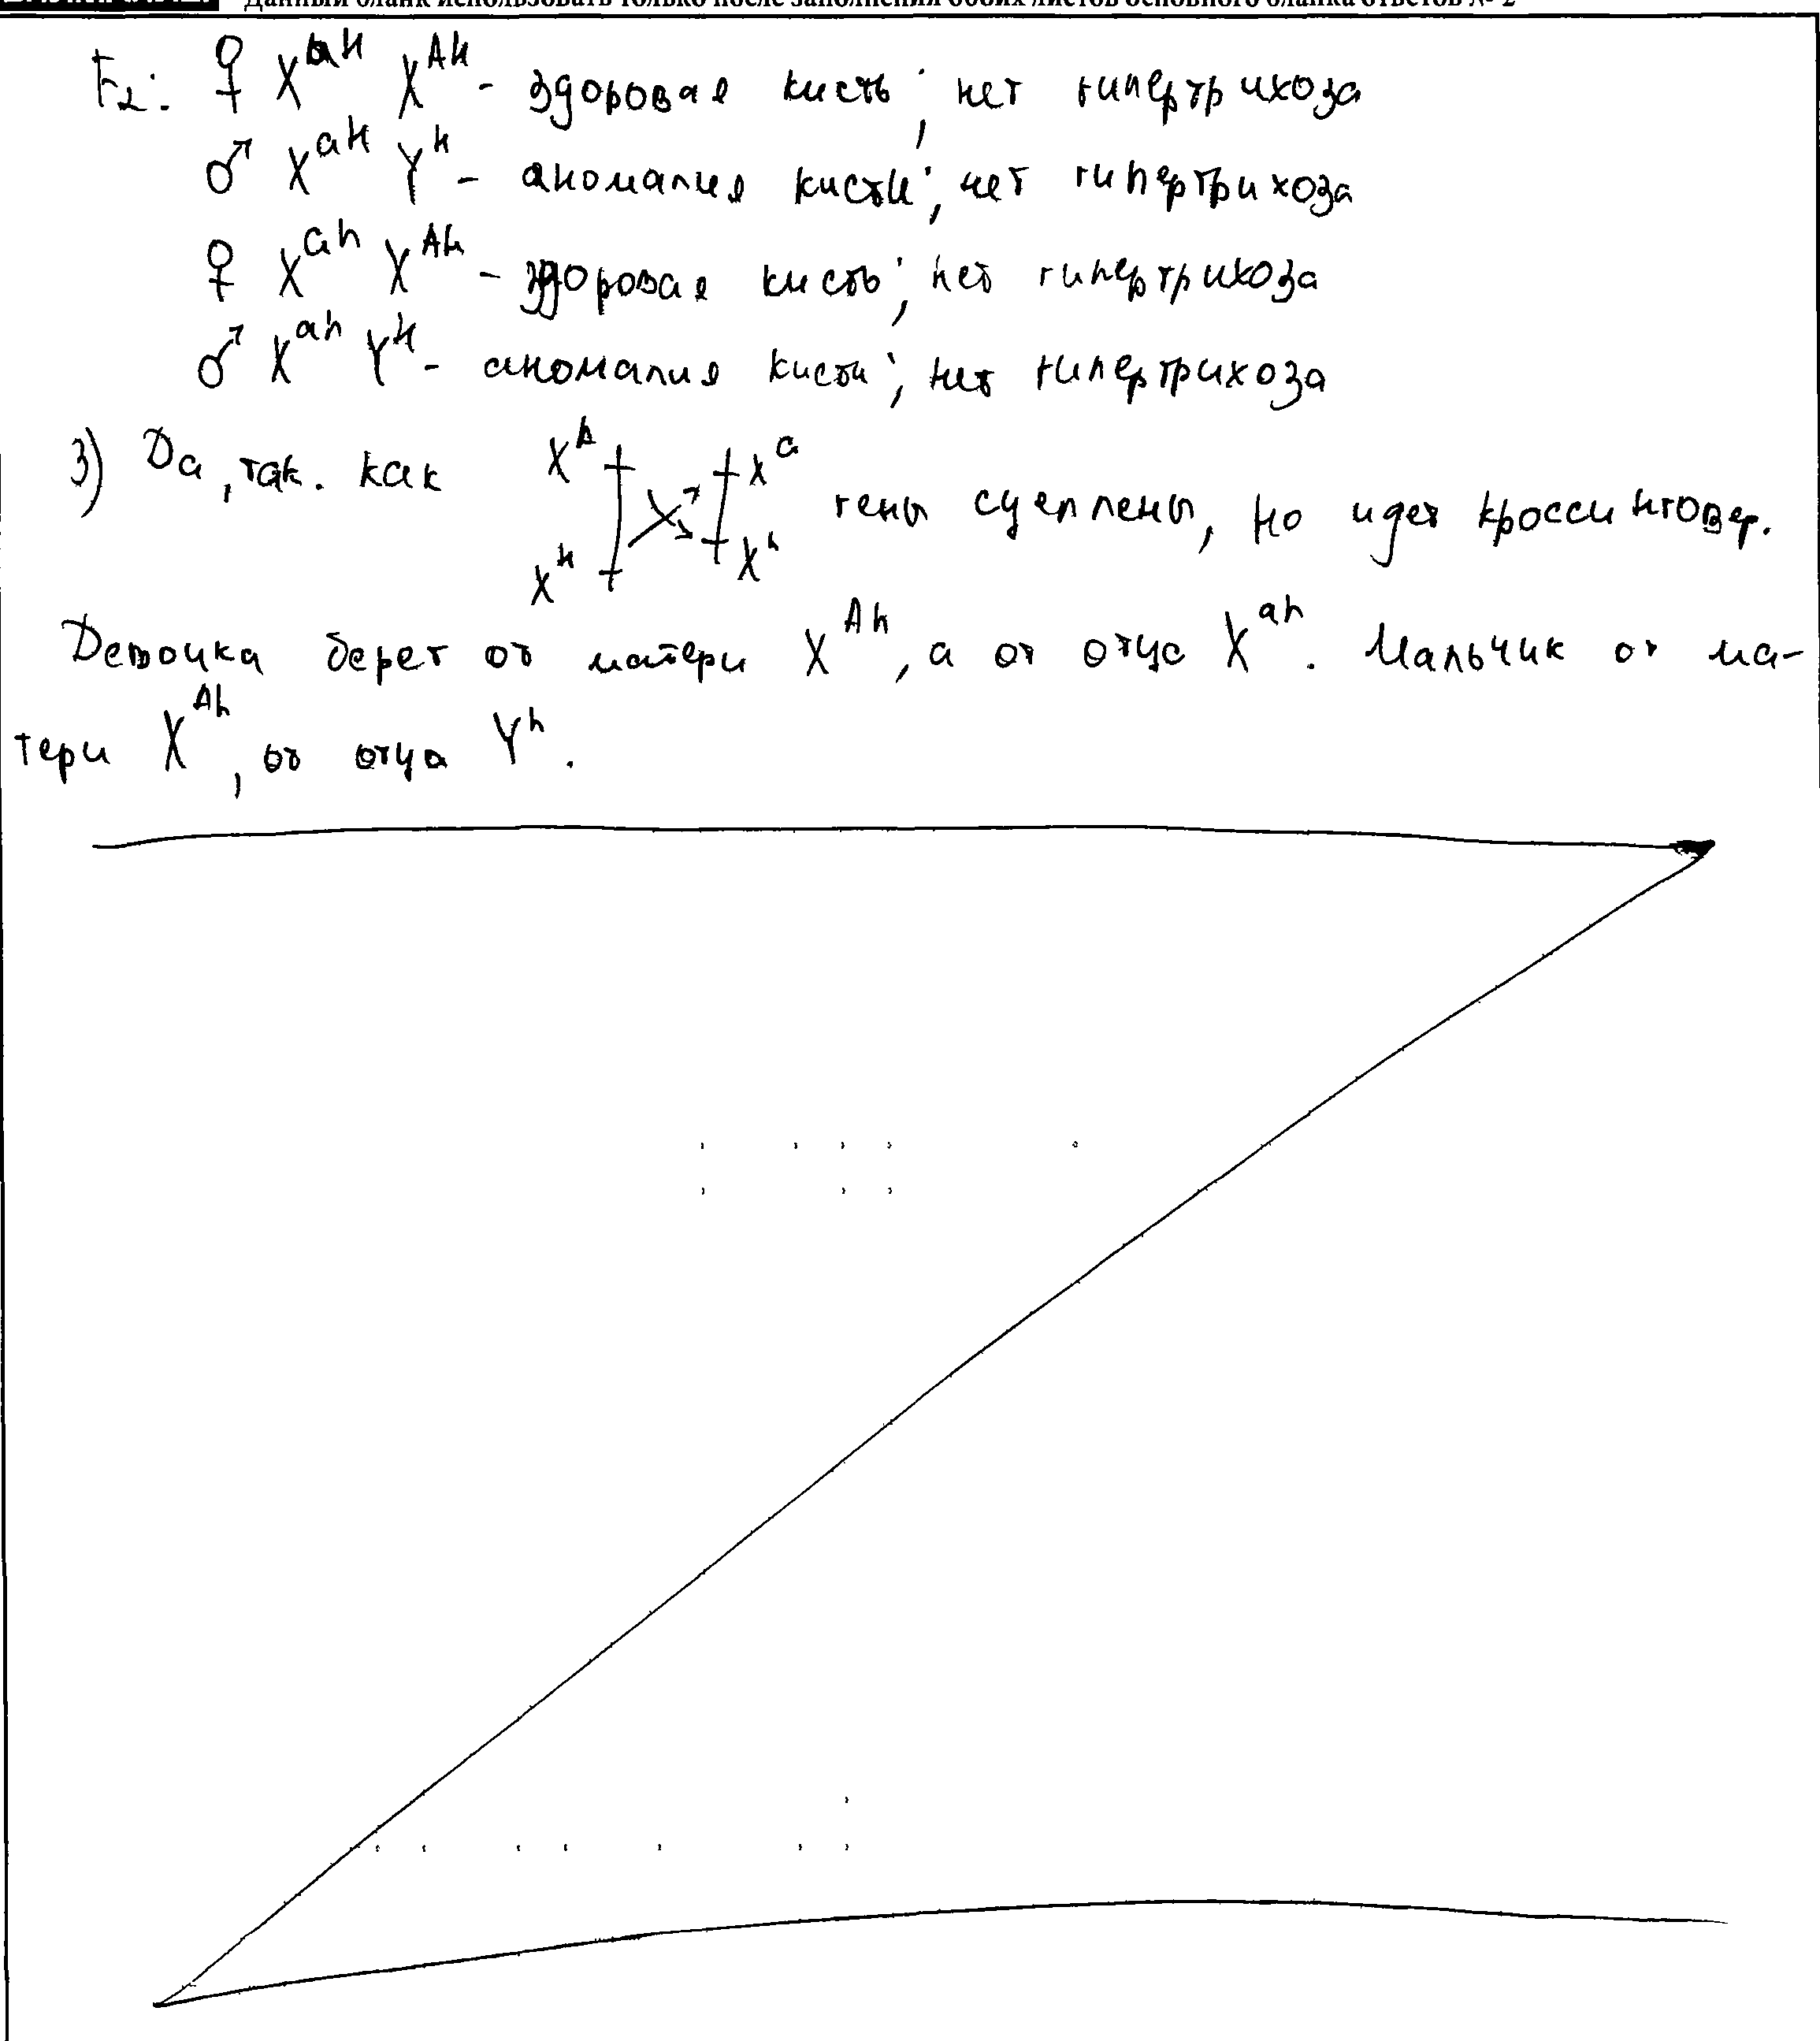 Данный бланк использовать только после заполнения обоих листов основного бланка ответов № 2
F₂: ♀ X^aH X^AH - здоровая кисть; нет гипертрихоза
♂ X^aH Y^H - аномалия кисти; нет гипертрихоза
♀ X^ah X^AH - здоровая кисть; нет гипертрихоза
♂ X^ah Y^H - аномалия кисти; нет гипертрихоза
3) Да, так. как X^A X^a гены сцеплены, но идет кроссинговер.
X^H X^h
Девочка берет от матери X^Ah, а от отца X^ah. Мальчик от ма-
тери X^Ah, от отца Y^h.